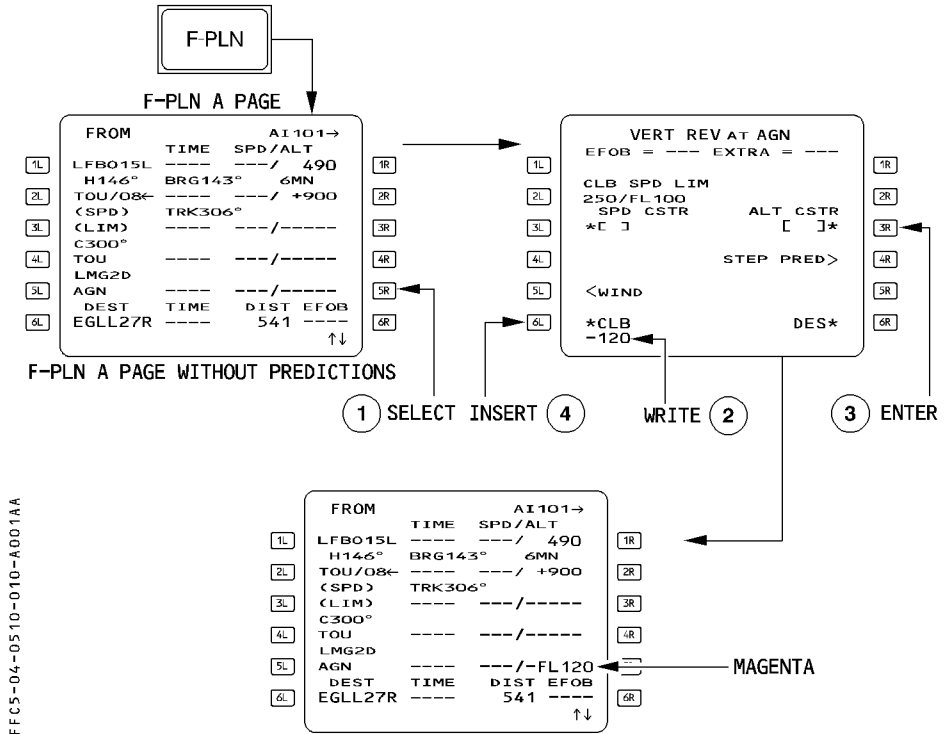 F-PLN
F-PLN A PAGE
FROM AI101→
TIME SPD/ALT
1L LFBO15L ---- ---/ 490 1R
H146° BRG143° 6MN
2L TOU/08← ---- ---/ +900 2R
(SPD) TRK306°
3L (LIM) ---- ---/----- 3R
C300°
4L TOU ---- ---/----- 4R
LMG2D
5L AGN ---- ---/----- 5R
DEST TIME DIST EFOB
6L EGLL27R ---- 541 ---- 6R
↑↓
F-PLN A PAGE WITHOUT PREDICTIONS
VERT REV AT AGN
1L EFOB = --- EXTRA = --- 1R
CLB SPD LIM
2L 250/FL100 2R
SPD CSTR ALT CSTR
3L *[ ] [ ]* 3R
4L STEP PRED> 4R
5L <WIND 5R
6L *CLB DES* 6R
-120
1 SELECT INSERT 4 WRITE 2 3 ENTER
FROM AI101→
TIME SPD/ALT
1L LFBO15L ---- ---/ 490 1R
H146° BRG143° 6MN
2L TOU/08← ---- ---/ +900 2R
(SPD) TRK306°
3L (LIM) ---- ---/----- 3R
C300°
4L TOU ---- ---/----- 4R
LMG2D
5L AGN ---- ---/-FL120 MAGENTA
DEST TIME DIST EFOB
6L EGLL27R ---- 541 ---- 6R
↑↓
FFC5-04-0510-010-A001AA